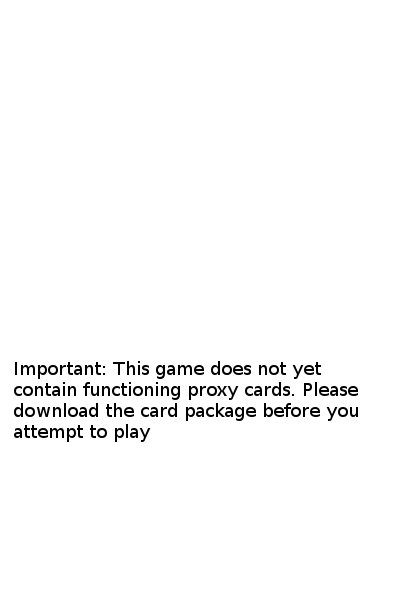 Important: This game does not yet
contain functioning proxy cards. Please
download the card package before you
attempt to play